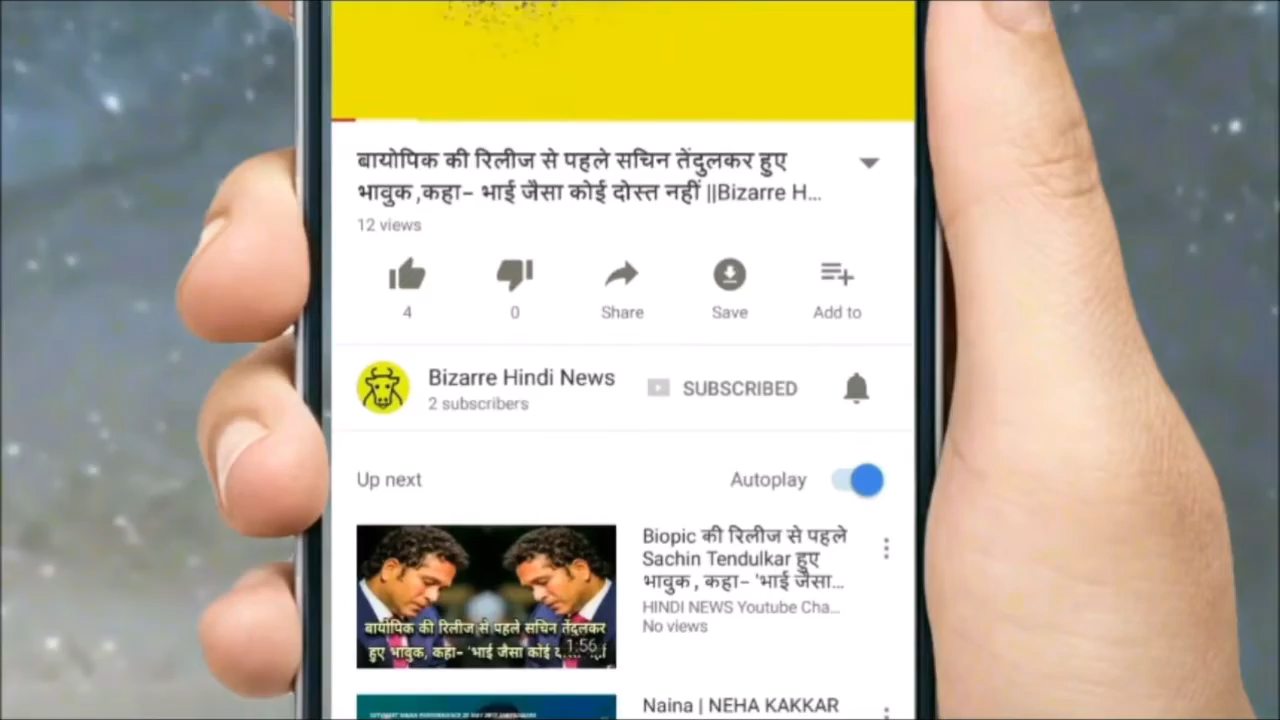 बायोपिक की रिलीज से पहले सचिन तेंदुलकर हुए
भावुक,कहा– भाई जैसा कोई दोस्त नहीं ||Bizarre H...
12 views
4
0
Share
Save
Add to
Bizarre Hindi News
2 subscribers
SUBSCRIBED
Up next
Autoplay
Biopic की रिलीज से पहले
Sachin Tendulkar हुए
भावुक, कहा– 'भाई जैसा...
HINDI NEWS Youtube Cha...
No views
बायोपिक की रिलीज से पहले सचिन तेंदुलकर
हुए भावुक, कहा– 'भाई जैसा कोई
1:56
Naina | NEHA KAKKAR